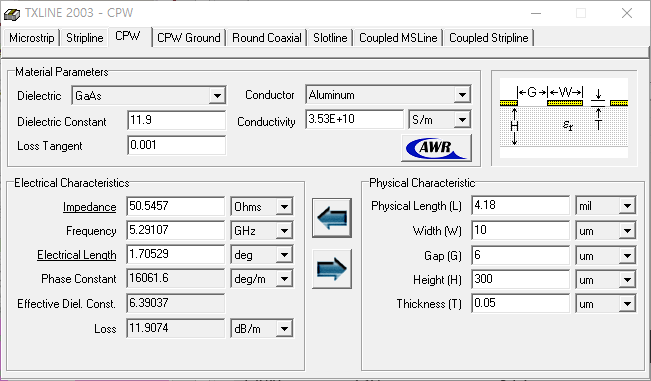 TXLINE 2003 - CPW
Microstrip Stripline CPW CPW Ground Round Coaxial Slotline Coupled MSLine Coupled Stripline
Material Parameters
Dielectric GaAs Conductor Aluminum
Dielectric Constant 11.9 Conductivity 3.53E+10 S/m
Loss Tangent 0.001 AWR
G W H εr T
Electrical Characteristics
Impedance 50.5457 Ohms
Frequency 5.29107 GHz
Electrical Length 1.70529 deg
Phase Constant 16061.6 deg/m
Effective Diel. Const. 6.39037
Loss 11.9074 dB/m
Physical Characteristic
Physical Length (L) 4.18 mil
Width (W) 10 um
Gap (G) 6 um
Height (H) 300 um
Thickness (T) 0.05 um